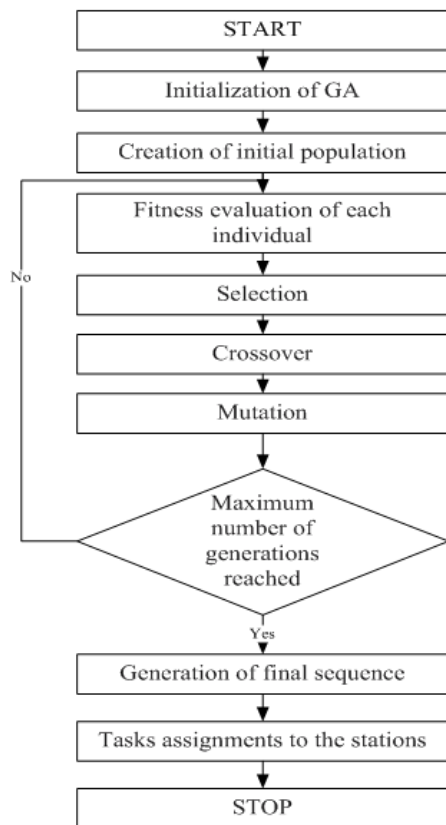 START
Initialization of GA
Creation of initial population
Fitness evaluation of each
individual
No
Selection
Crossover
Mutation
Maximum
number of
generations
reached
Yes
Generation of final sequence
Tasks assignments to the stations
STOP